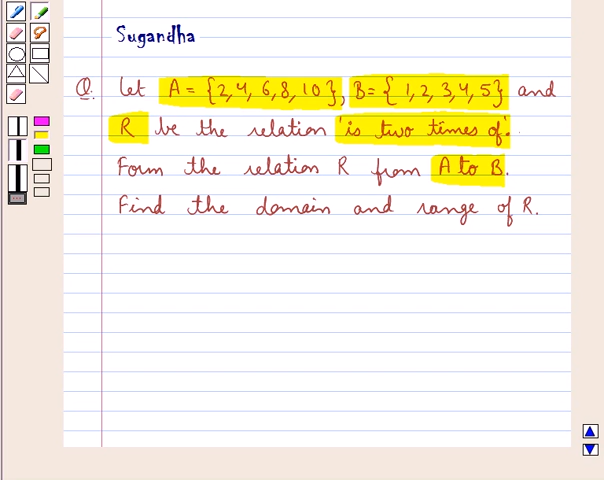 Sugandha
Q. Let A = {2,4,6,8,10}, B = { 1,2,3,4,5} and
R be the relation 'is two times of'.
Form the relation R from A to B.
Find the domain and range of R.